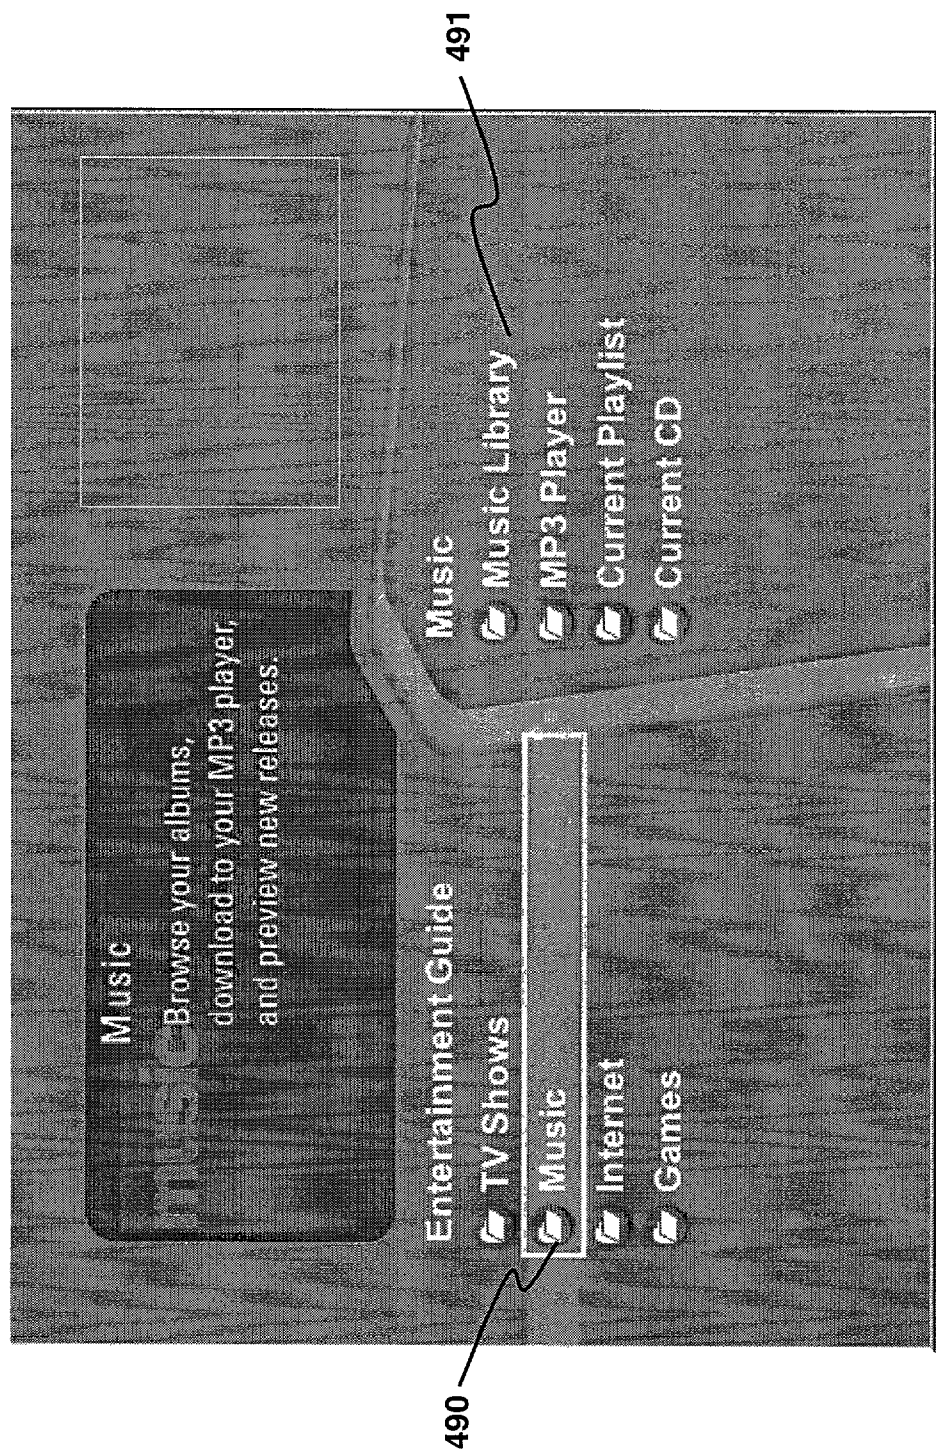 Music
music
Browse your albums,
download to your MP3 player,
and preview new releases.
Entertainment Guide
TV Shows
Music
Internet
Games
Music
Music Library
MP3 Player
Current Playlist
Current CD
490
491